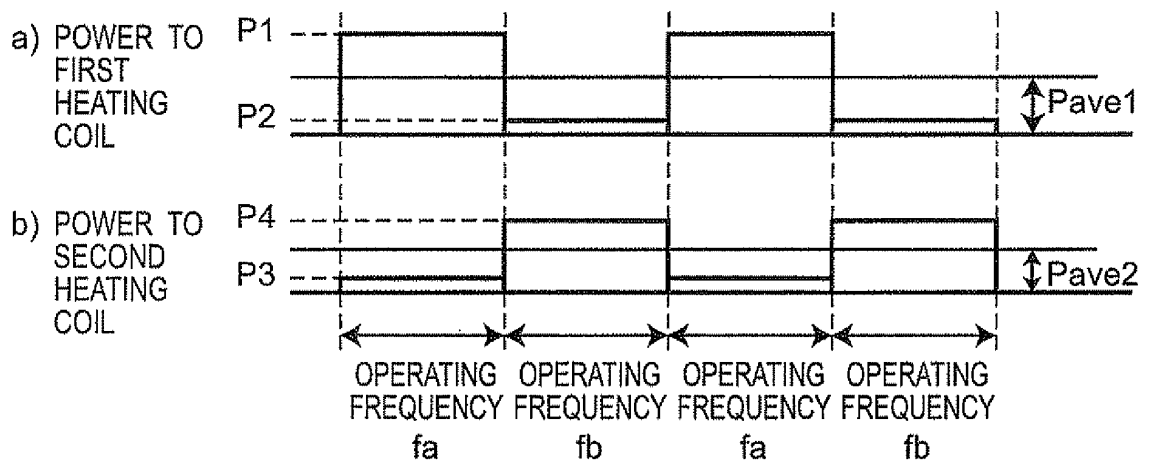 a) POWER TO
FIRST
HEATING
COIL
P1
P2
Pave1
b) POWER TO
SECOND
HEATING
COIL
P4
P3
Pave2
OPERATING FREQUENCY fa
OPERATING FREQUENCY fb
OPERATING FREQUENCY fa
OPERATING FREQUENCY fb